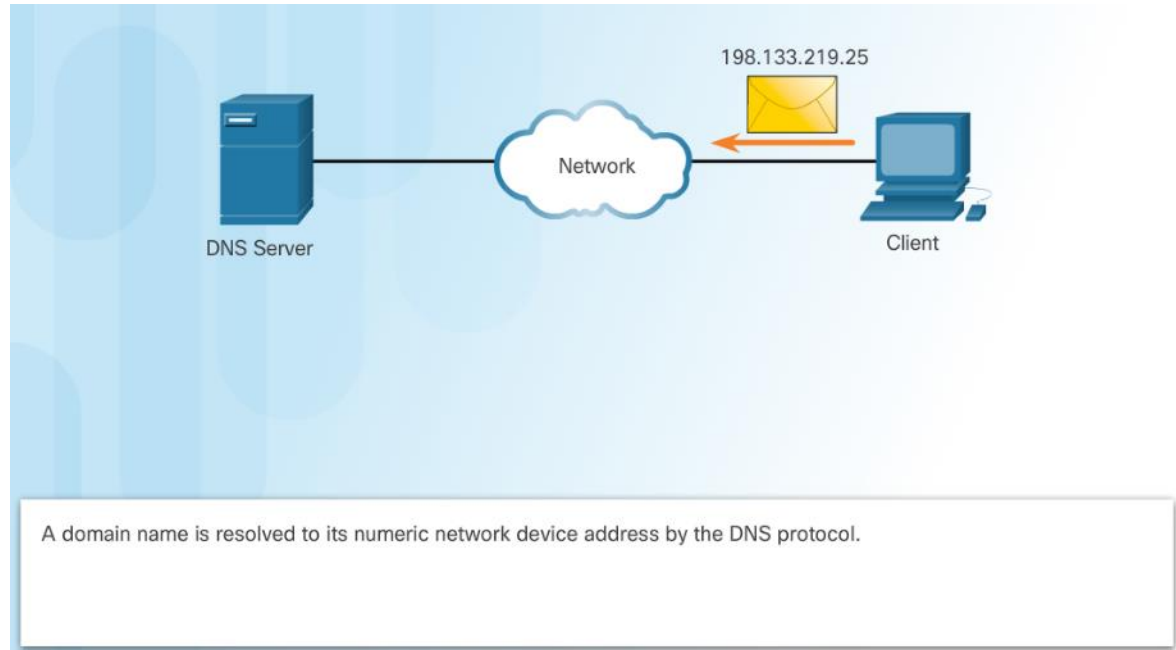 198.133.219.25
Network
DNS Server
Client
A domain name is resolved to its numeric network device address by the DNS protocol.